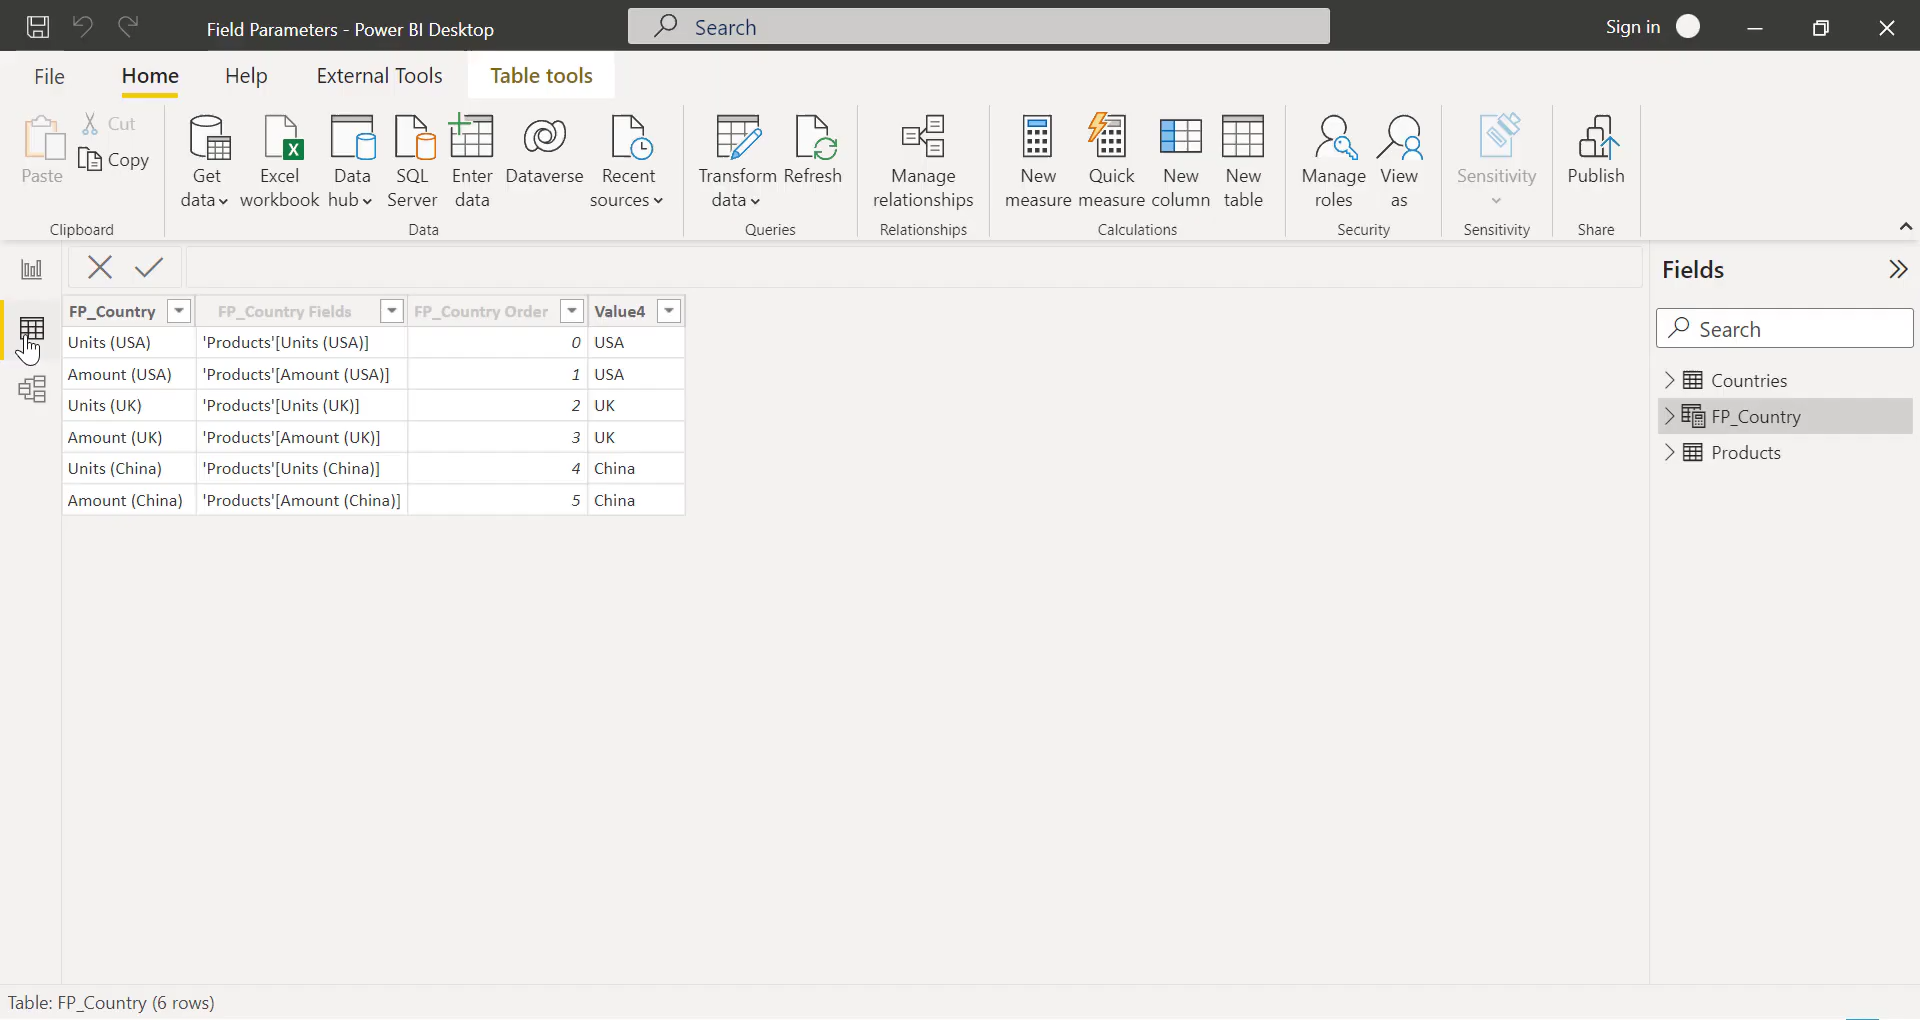 Field Parameters - Power BI Desktop
Search
Sign in
File
Home
Help
External Tools
Table tools
Paste
Cut
Copy
Get data
Excel workbook
Data hub
SQL Server
Enter data
Dataverse
Recent sources
Transform data
Refresh
Manage relationships
New measure
Quick measure
New column
New table
Manage roles
View as
Sensitivity
Publish
Clipboard
Data
Queries
Relationships
Calculations
Security
Sensitivity
Share
FP_Country FP_Country Fields FP_Country Order Value4
Units (USA) 'Products'[Units (USA)] 0 USA
Amount (USA) 'Products'[Amount (USA)] 1 USA
Units (UK) 'Products'[Units (UK)] 2 UK
Amount (UK) 'Products'[Amount (UK)] 3 UK
Units (China) 'Products'[Units (China)] 4 China
Amount (China) 'Products'[Amount (China)] 5 China
Fields
Search
Countries
FP_Country
Products
Table: FP_Country (6 rows)